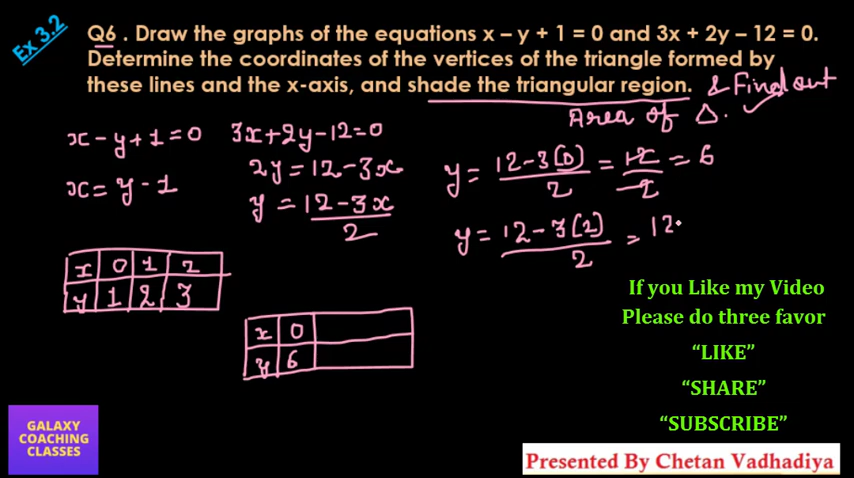 Ex 3.2
Q6 . Draw the graphs of the equations x – y + 1 = 0 and 3x + 2y – 12 = 0.
Determine the coordinates of the vertices of the triangle formed by
these lines and the x-axis, and shade the triangular region.
& Find out
Area of Δ.
x - y + 1 = 0
x = y - 1
3x + 2y - 12 = 0
2y = 12 - 3x
y = 12 - 3x / 2
y = 12 - 3(0) / 2 = 12 / 2 = 6
y = 12 - 3(2) / 2 = 12
x 0 1 2
y 1 2 3
x 0
y 6
If you Like my Video
Please do three favor
“LIKE”
“SHARE”
“SUBSCRIBE”
GALAXY
COACHING
CLASSES
Presented By Chetan Vadhadiya